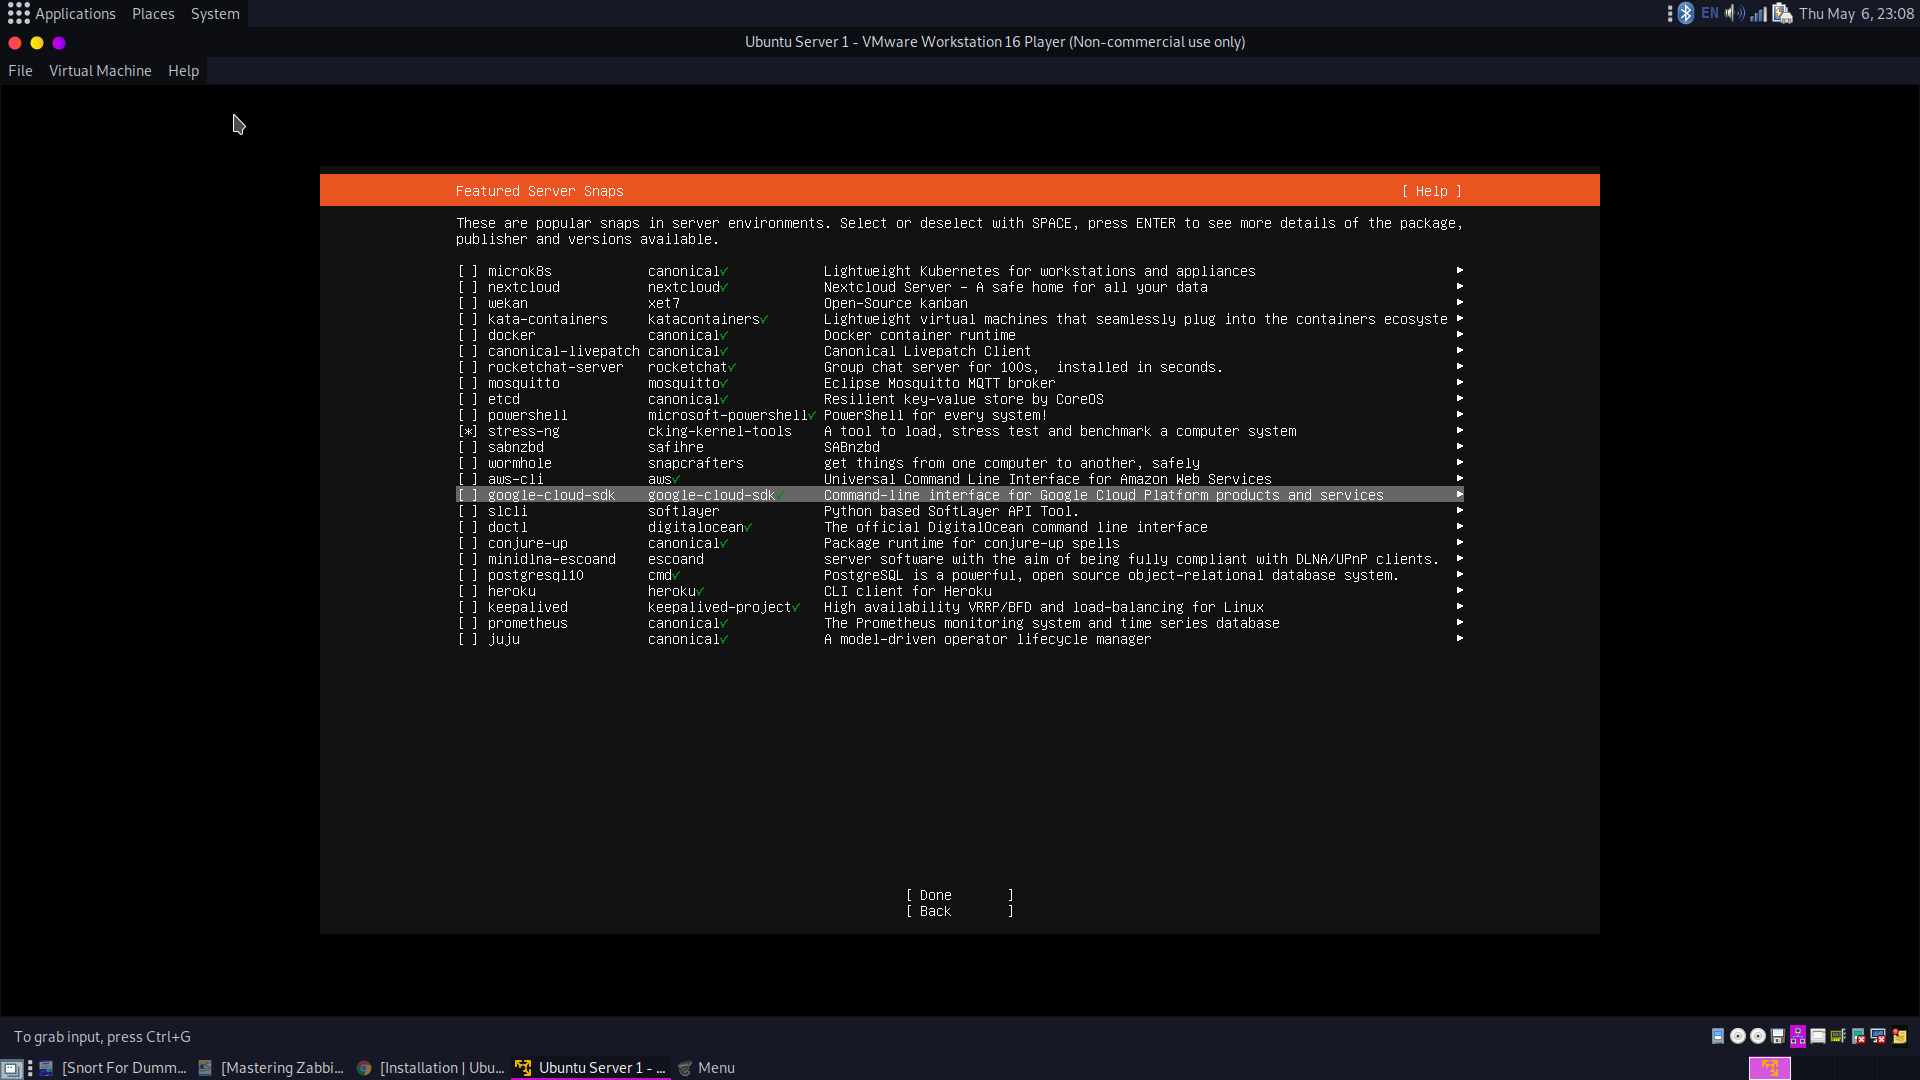 Applications Places System EN Thu May 6, 23:08
Ubuntu Server 1 - VMware Workstation 16 Player (Non-commercial use only)
File Virtual Machine Help
Featured Server Snaps [ Help ]
These are popular snaps in server environments. Select or deselect with SPACE, press ENTER to see more details of the package,
publisher and versions available.
[ ] microk8s canonical✓ Lightweight Kubernetes for workstations and appliances ▸
[ ] nextcloud nextcloud✓ Nextcloud Server - A safe home for all your data ▸
[ ] wekan xet7 Open-Source kanban ▸
[ ] kata-containers katacontainers✓ Lightweight virtual machines that seamlessly plug into the containers ecosyste ▸
[ ] docker canonical✓ Docker container runtime ▸
[ ] canonical-livepatch canonical✓ Canonical Livepatch Client ▸
[ ] rocketchat-server rocketchat✓ Group chat server for 100s, installed in seconds. ▸
[ ] mosquitto mosquitto✓ Eclipse Mosquitto MQTT broker ▸
[ ] etcd canonical✓ Resilient key-value store by CoreOS ▸
[ ] powershell microsoft-powershell✓ PowerShell for every system! ▸
[*] stress-ng cking-kernel-tools A tool to load, stress test and benchmark a computer system ▸
[ ] sabnzbd safihre SABnzbd ▸
[ ] wormhole snapcrafters get things from one computer to another, safely ▸
[ ] aws-cli aws✓ Universal Command Line Interface for Amazon Web Services ▸
[ ] google-cloud-sdk google-cloud-sdk✓ Command-line interface for Google Cloud Platform products and services ▸
[ ] slcli softlayer Python based SoftLayer API Tool. ▸
[ ] doctl digitalocean✓ The official DigitalOcean command line interface ▸
[ ] conjure-up canonical✓ Package runtime for conjure-up spells ▸
[ ] minidlna-escoand escoand server software with the aim of being fully compliant with DLNA/UPnP clients. ▸
[ ] postgresql10 cmd✓ PostgreSQL is a powerful, open source object-relational database system. ▸
[ ] heroku heroku✓ CLI client for Heroku ▸
[ ] keepalived keepalived-project✓ High availability VRRP/BFD and load-balancing for Linux ▸
[ ] prometheus canonical✓ The Prometheus monitoring system and time series database ▸
[ ] juju canonical✓ A model-driven operator lifecycle manager ▸
[ Done ]
[ Back ]
To grab input, press Ctrl+G
[Snort For Dumm... [Mastering Zabbi... [Installation | Ubu... Ubuntu Server 1 - ... Menu